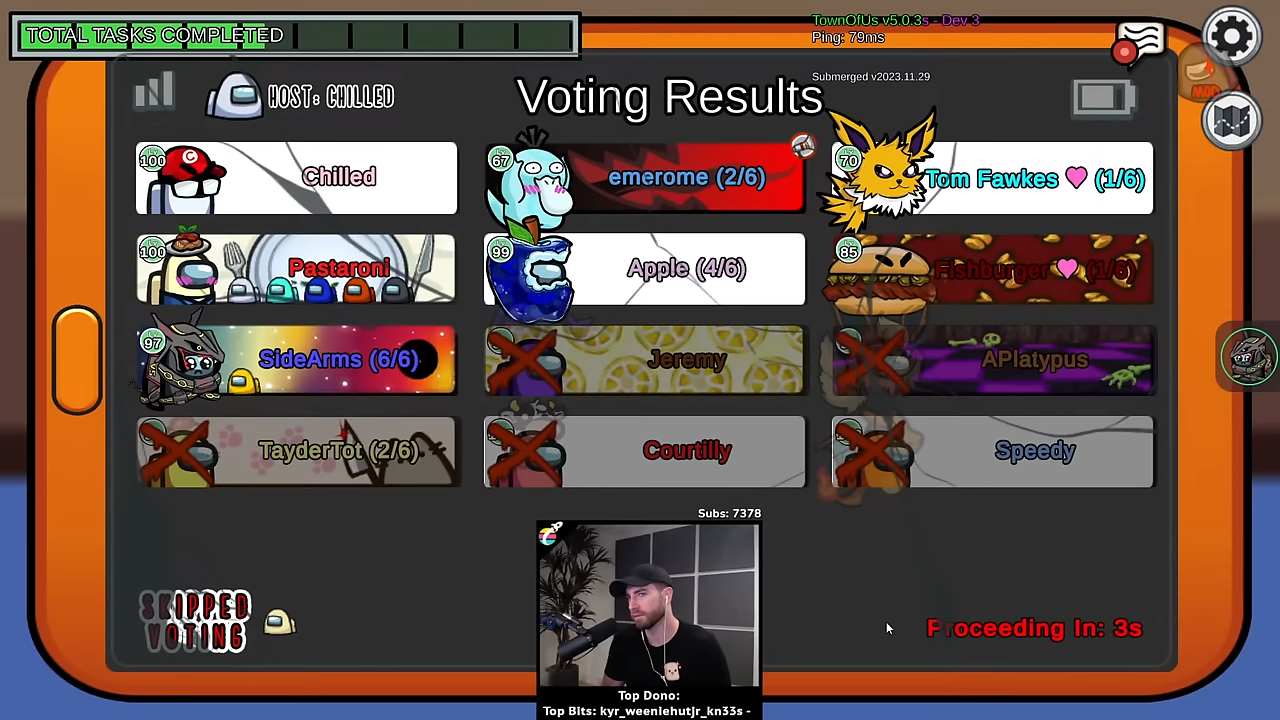 TOTAL TASKS COMPLETED
TownOfUs v5.0.3s - Dev 3
Ping: 79ms
Submerged v2023.11.29
HOST: CHILLED
Voting Results
MOD
100
Chilled
67
emerome (2/6)
70
Tom Fawkes 💗 (1/6)
100
Pastaroni
99
Apple (4/6)
85
Fishburger 💗 (1/6)
97
SideArms (6/6)
Jeremy
APlatypus
TayderTot (2/6)
Courtilly
Speedy
Subs: 7378
SKIPPED
VOTING
Proceeding In: 3s
Top Dono:
Top Bits: kyr_weeniehutjr_kn33s -